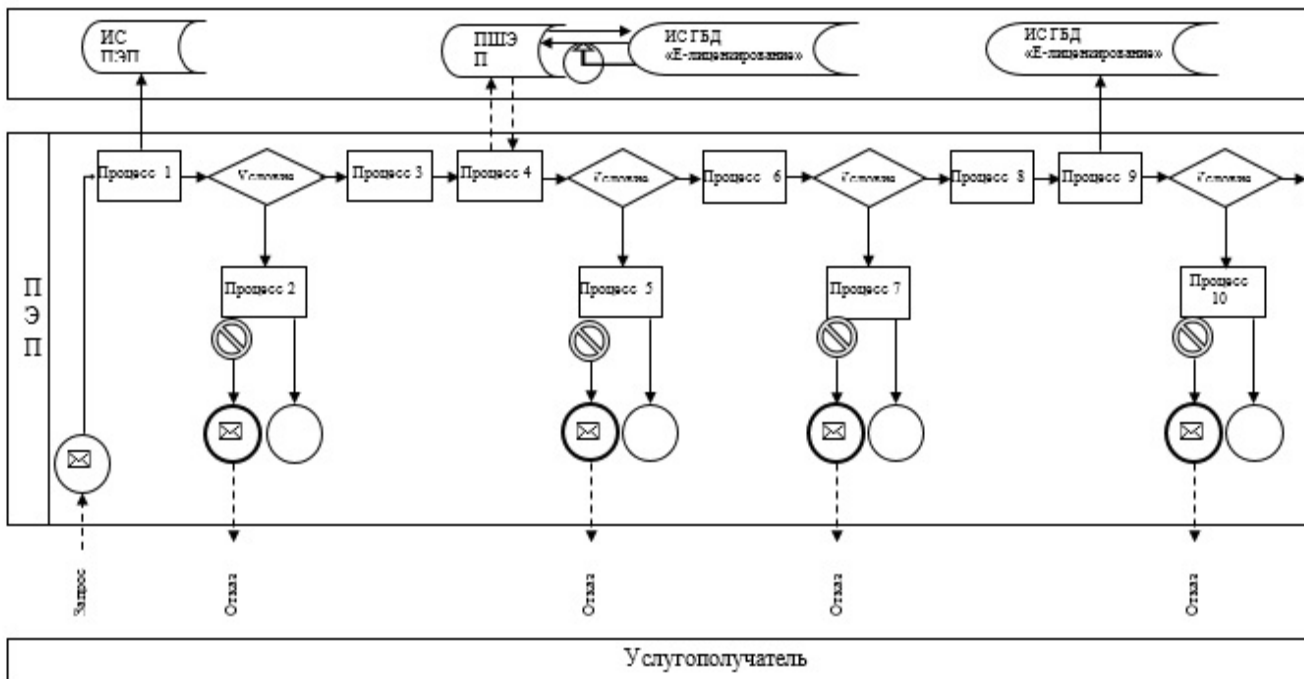 ИС
ПЭП
ПШЭ
П
ИС ГБД
«Е-лицензирование»
ИС ГБД
«Е-лицензирование»
Процесс 1
Условие
Процесс 3
Процесс 4
Условие
Процесс 6
Условие
Процесс 8
Процесс 9
Условие
П
Э
П
Процесс 2
Процесс 5
Процесс 7
Процесс
10
Запрос
Отказ
Отказ
Отказ
Отказ
Услугополучатель